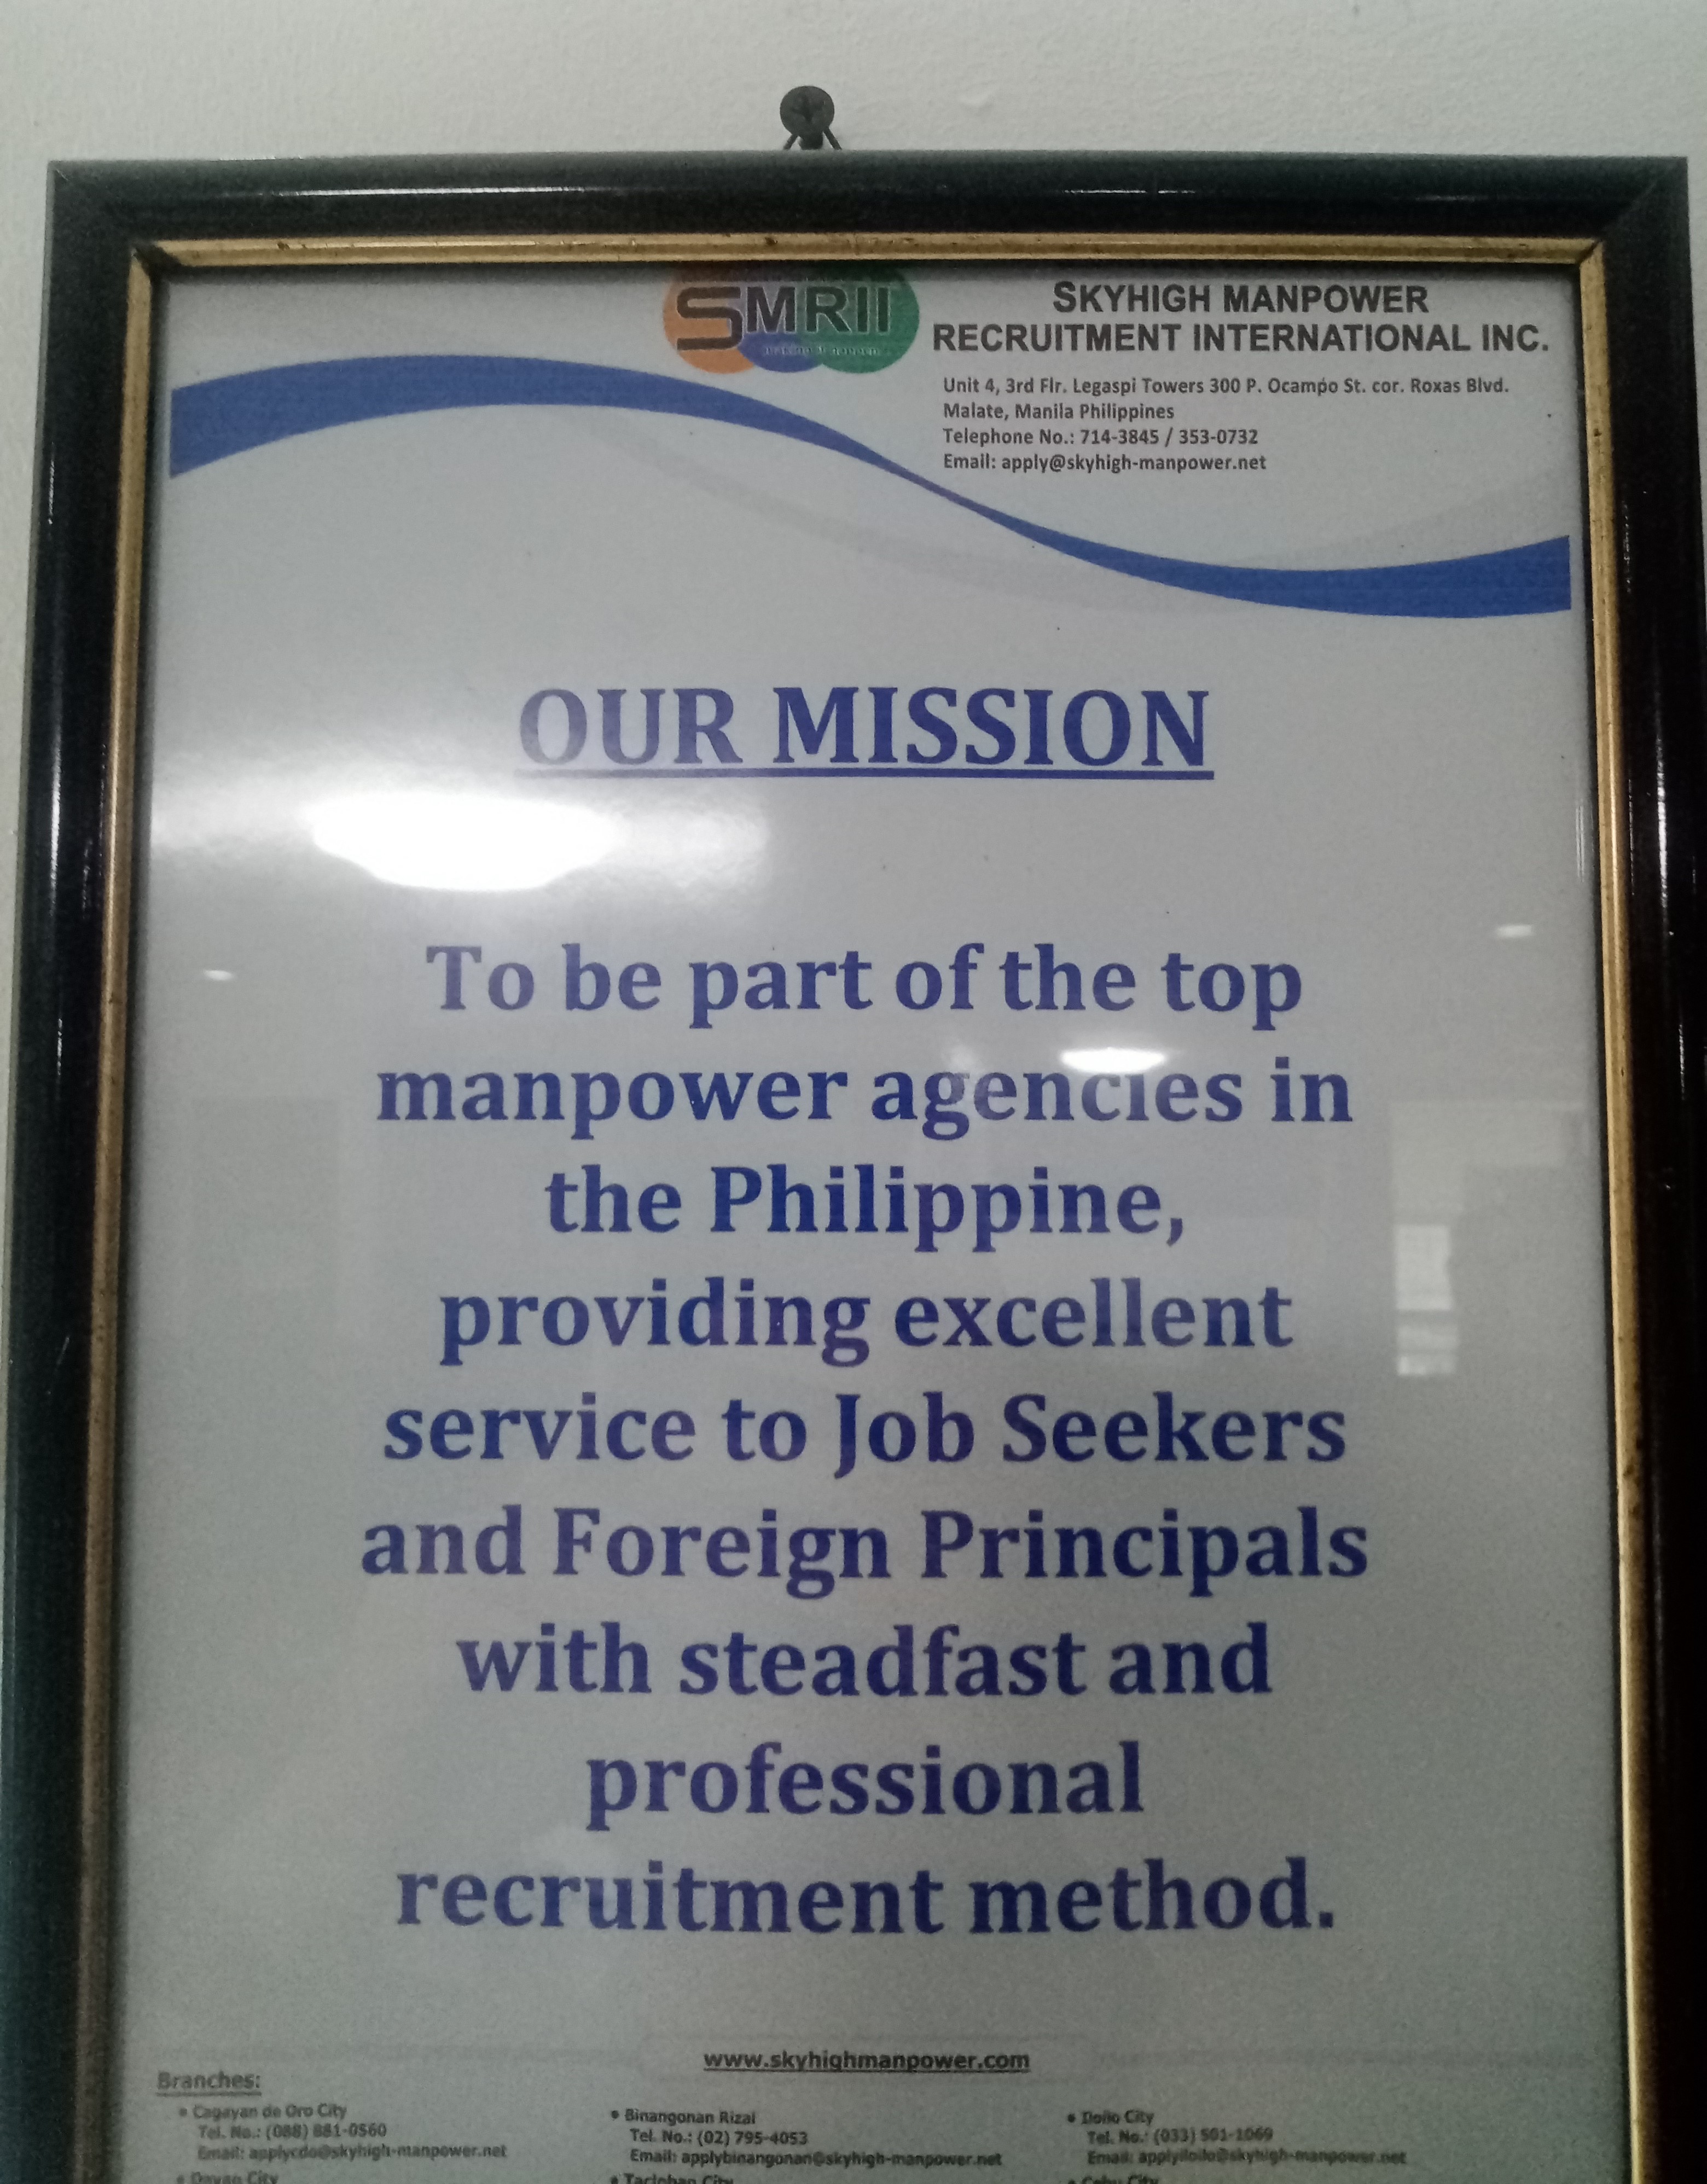 SMRII
SKYHIGH MANPOWER
RECRUITMENT INTERNATIONAL INC.
Unit 4, 3rd Flr. Legaspi Towers 300 P. Ocampo St. cor. Roxas Blvd.
Malate, Manila Philippines
Telephone No.: 714-3845 / 353-0732
Email: apply@skyhigh-manpower.net
OUR MISSION
To be part of the top
manpower agencies in
the Philippine,
providing excellent
service to Job Seekers
and Foreign Principals
with steadfast and
professional
recruitment method.
www.skyhighmanpower.com
Branches:
• Cagayan de Oro City
Tel. No.: (088) 881-0560
Email: applycdo@skyhigh-manpower.net
• Davao City
• Binangonan Rizal
Tel. No.: (02) 795-4053
Email: applybinangonan@skyhigh-manpower.net
• Tacloban City
• Iloilo City
Tel. No.: (033) 501-1069
Email: applyiloilo@skyhigh-manpower.net
• Cebu City